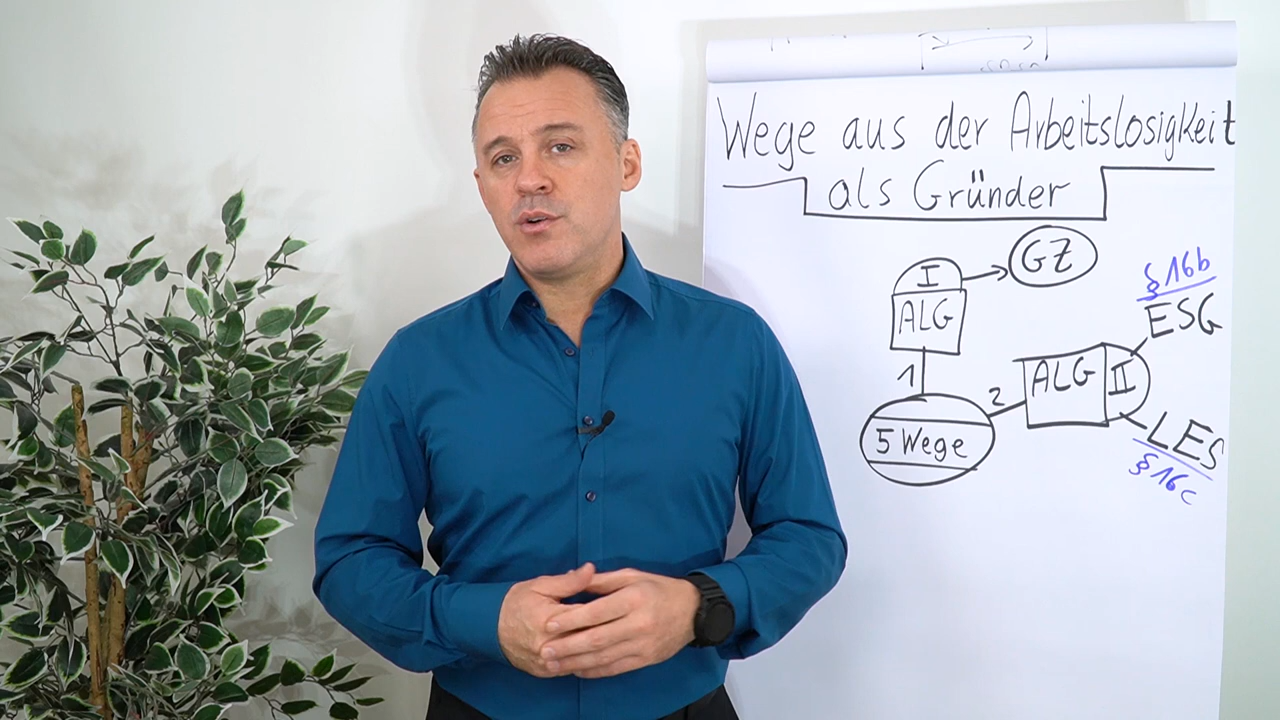 Wege aus der Arbeitslosigkeit
als Gründer
I
GZ
ALG
§16b
ESG
1
2
ALG II
5 Wege
LES
§16c